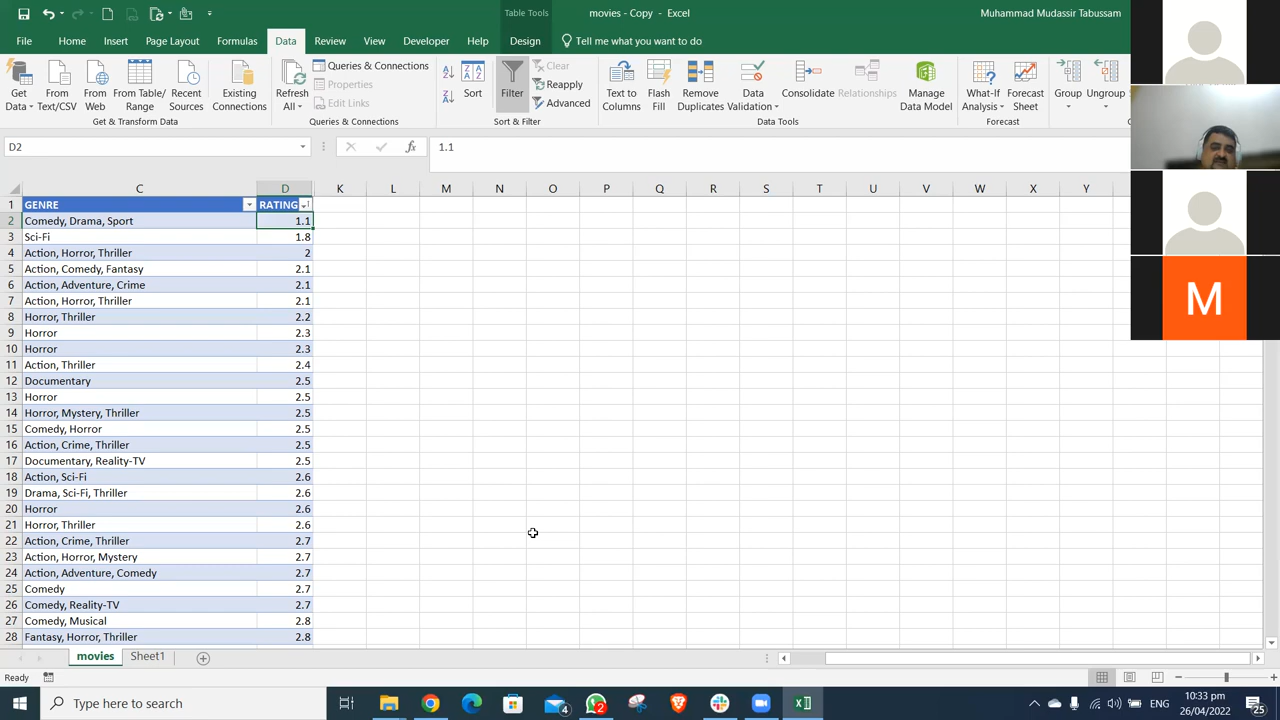 Table Tools
movies - Copy - Excel
Muhammad Mudassir Tabussam
File Home Insert Page Layout Formulas Data Review View Developer Help Design Tell me what you want to do
Get Data
From Text/CSV
From Web
From Table/ Range
Recent Sources
Existing Connections
Get & Transform Data
Refresh All
Queries & Connections
Properties
Edit Links
Queries & Connections
Sort
Filter
Clear
Reapply
Advanced
Sort & Filter
Text to Columns
Flash Fill
Remove Duplicates
Data Validation
Consolidate
Relationships
Manage Data Model
Data Tools
What-If Analysis
Forecast Sheet
Forecast
Group
Ungroup
M
D2 fx 1.1
C D K L M N O P Q R S T U V W X Y
1 GENRE RATING
2 Comedy, Drama, Sport 1.1
3 Sci-Fi 1.8
4 Action, Horror, Thriller 2
5 Action, Comedy, Fantasy 2.1
6 Action, Adventure, Crime 2.1
7 Action, Horror, Thriller 2.1
8 Horror, Thriller 2.2
9 Horror 2.3
10 Horror 2.3
11 Action, Thriller 2.4
12 Documentary 2.5
13 Horror 2.5
14 Horror, Mystery, Thriller 2.5
15 Comedy, Horror 2.5
16 Action, Crime, Thriller 2.5
17 Documentary, Reality-TV 2.5
18 Action, Sci-Fi 2.6
19 Drama, Sci-Fi, Thriller 2.6
20 Horror 2.6
21 Horror, Thriller 2.6
22 Action, Crime, Thriller 2.7
23 Action, Horror, Mystery 2.7
24 Action, Adventure, Comedy 2.7
25 Comedy 2.7
26 Comedy, Reality-TV 2.7
27 Comedy, Musical 2.8
28 Fantasy, Horror, Thriller 2.8
movies Sheet1
Ready
Type here to search
4
2
ENG
10:33 pm
26/04/2022
25